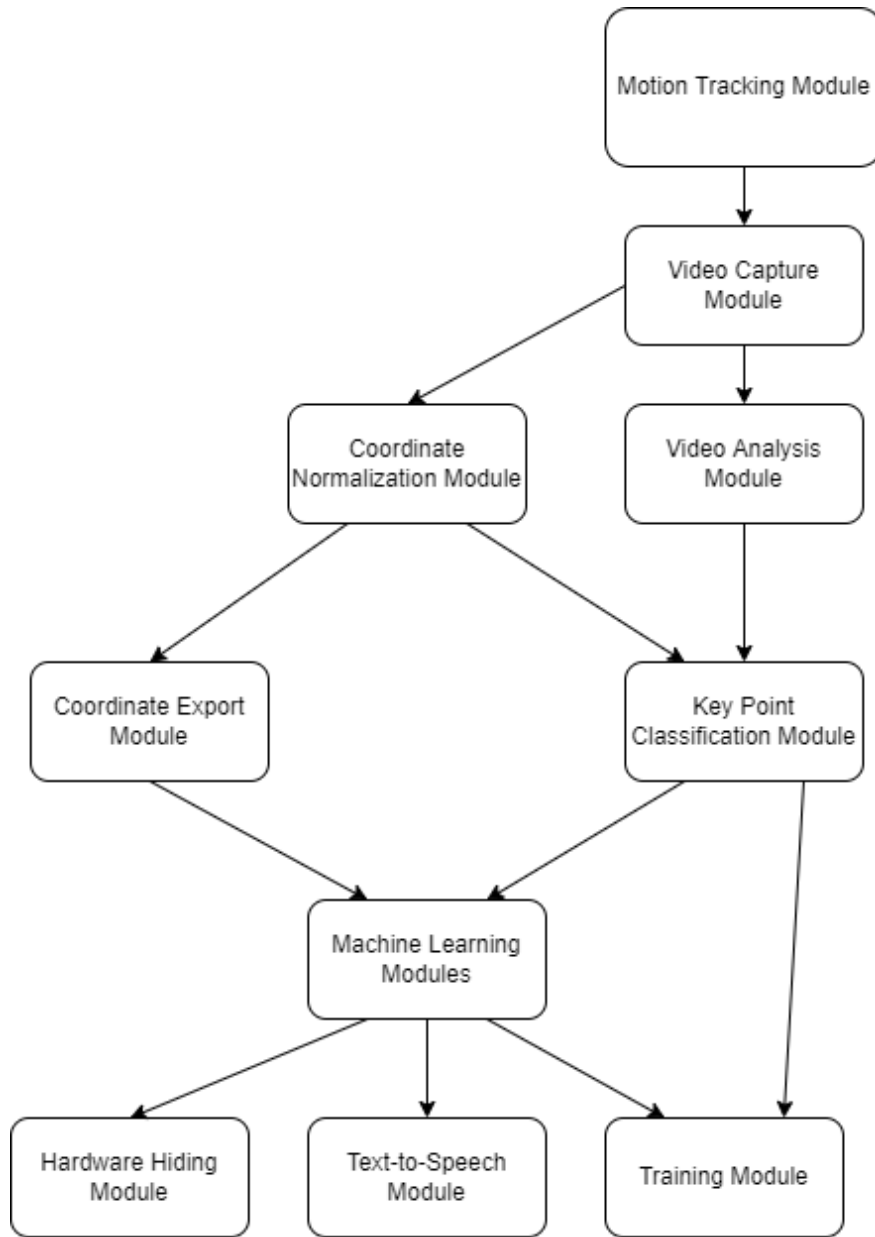 Motion Tracking Module
Video Capture
Module
Coordinate
Normalization Module
Video Analysis
Module
Coordinate Export
Module
Key Point
Classification Module
Machine Learning
Modules
Hardware Hiding
Module
Text-to-Speech
Module
Training Module